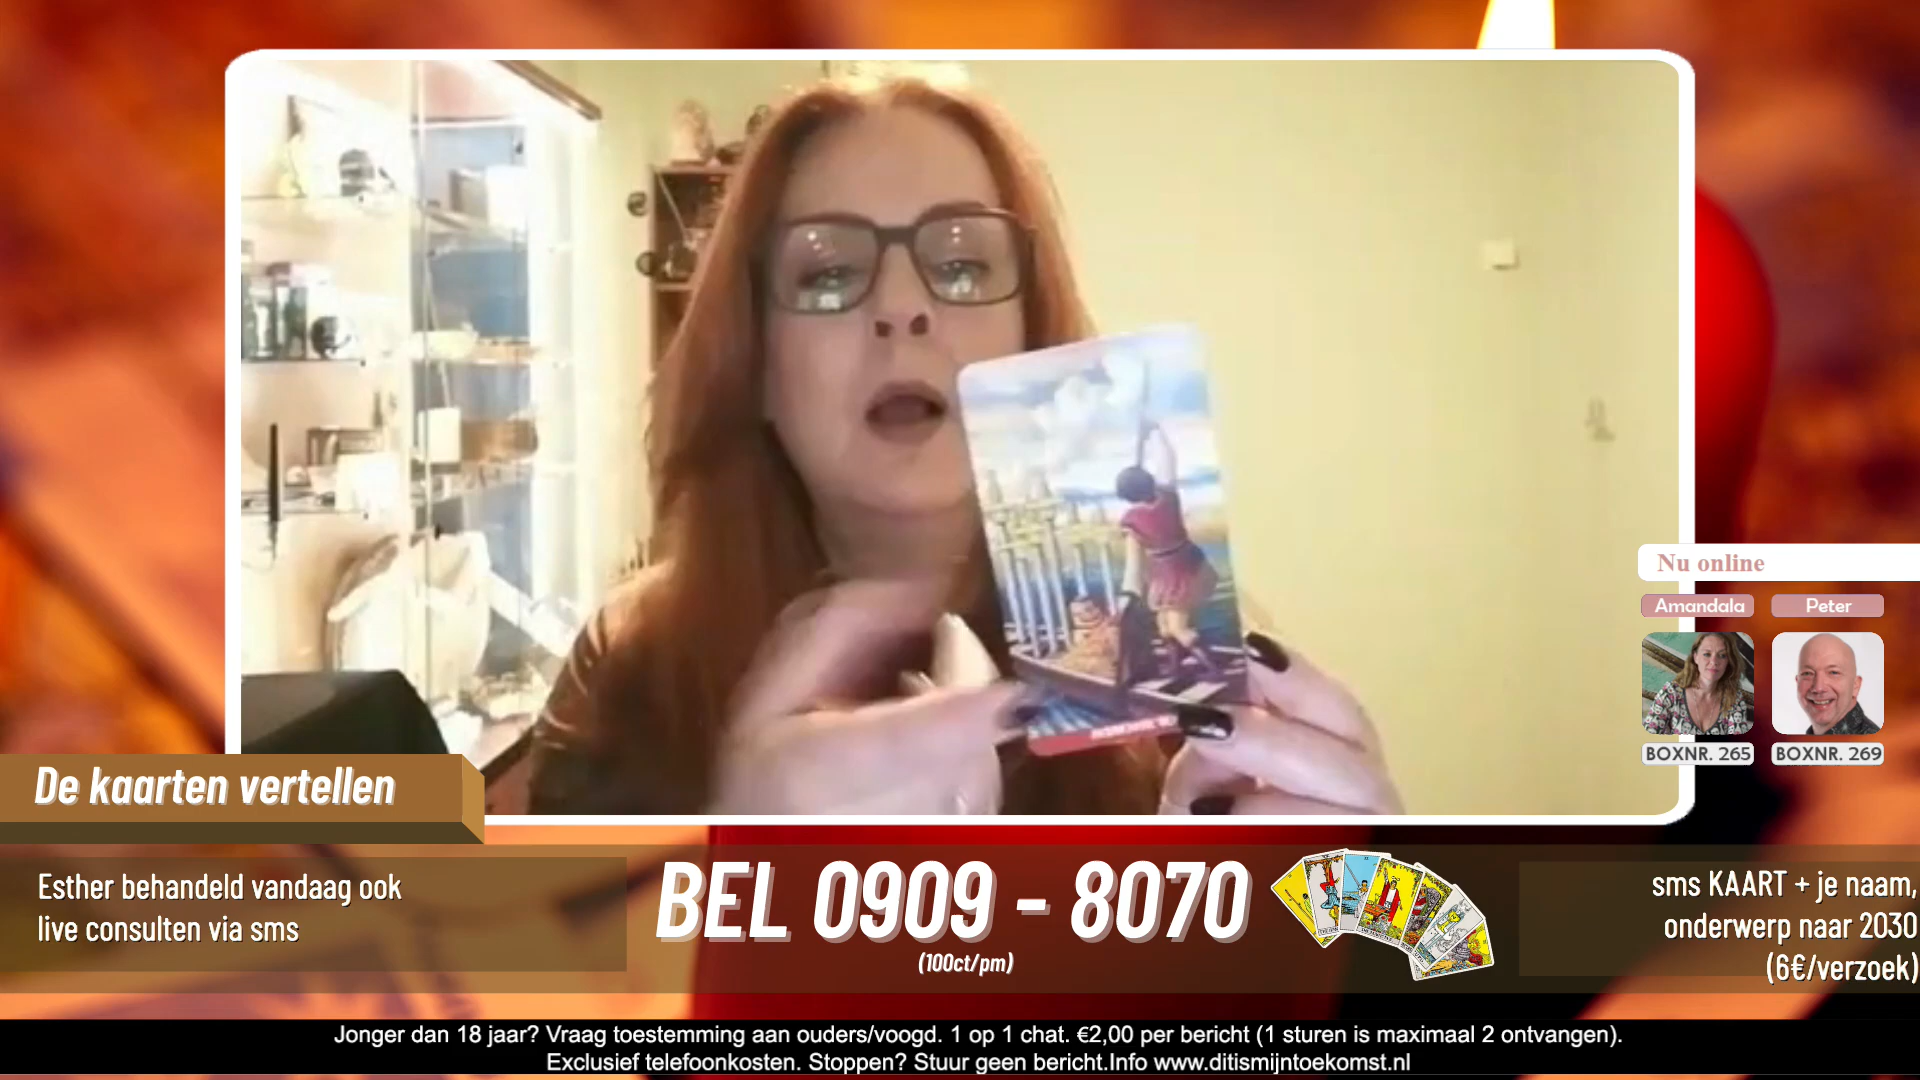 Nu online
Amandala
Peter
BOXNR. 265
BOXNR. 269
De kaarten vertellen
Esther behandeld vandaag ook
live consulten via sms
BEL 0909 - 8070
(100ct/pm)
sms KAART + je naam,
onderwerp naar 2030
(6€/verzoek)
Jonger dan 18 jaar? Vraag toestemming aan ouders/voogd. 1 op 1 chat. €2,00 per bericht (1 sturen is maximaal 2 ontvangen).
Exclusief telefoonkosten. Stoppen? Stuur geen bericht.Info www.ditismijntoekomst.nl